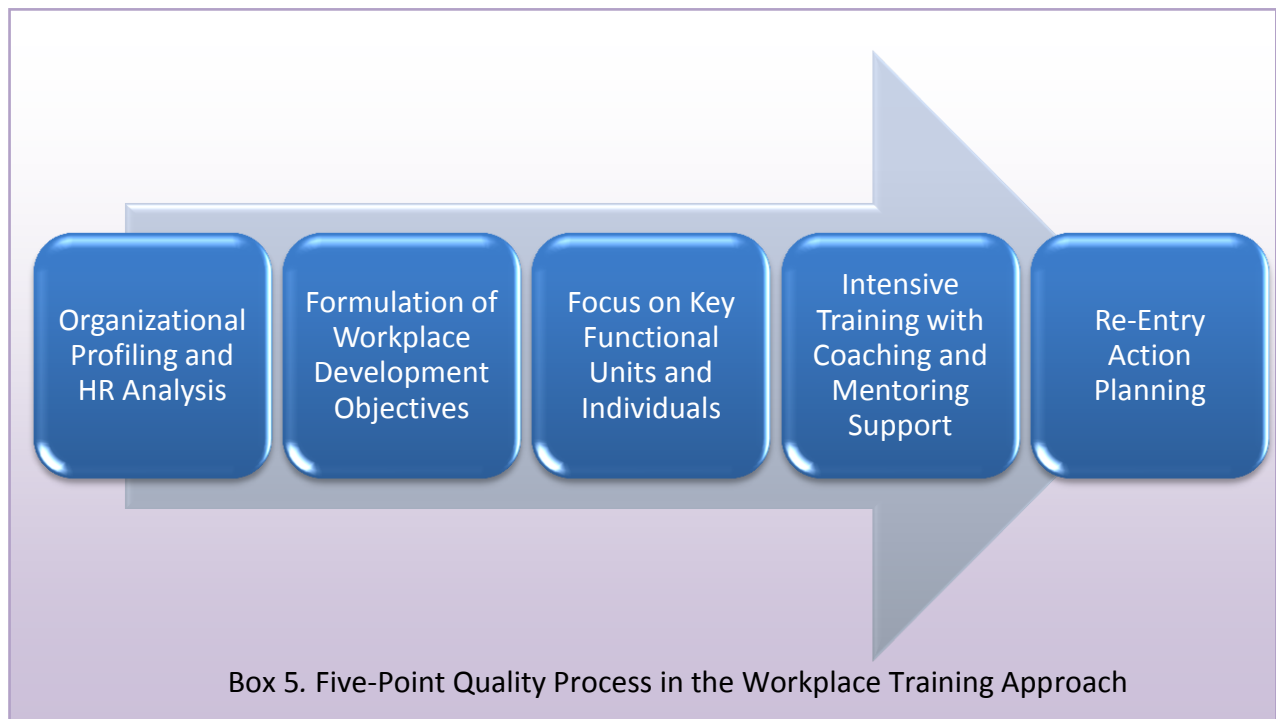 Organizational
Profiling and
HR Analysis
Formulation of
Workplace
Development
Objectives
Focus on Key
Functional
Units and
Individuals
Intensive
Training with
Coaching and
Mentoring
Support
Re-Entry
Action
Planning
Box 5. Five-Point Quality Process in the Workplace Training Approach